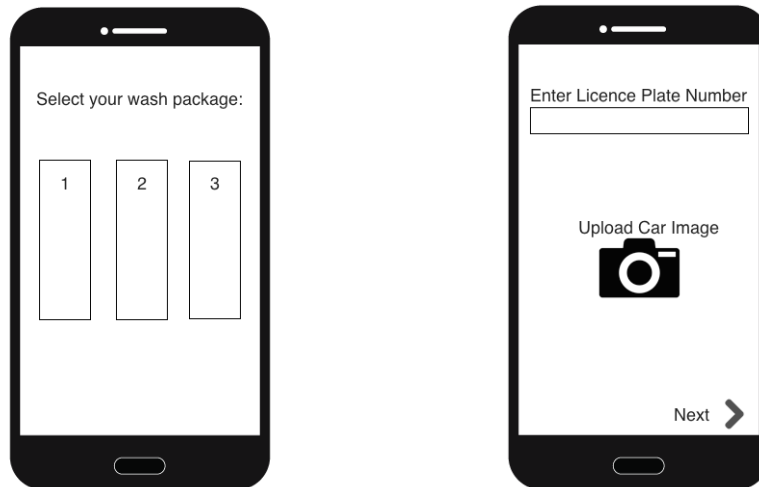 Select your wash package:
1 2 3
Enter Licence Plate Number
Upload Car Image
Next